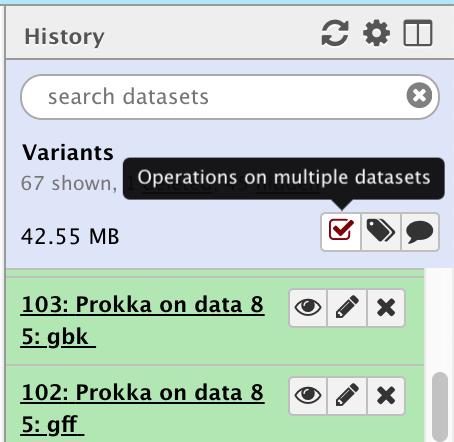 History
search datasets
Variants
67 shown,
Operations on multiple datasets
42.55 MB
103: Prokka on data 8
5: gbk
102: Prokka on data 8
5: gff